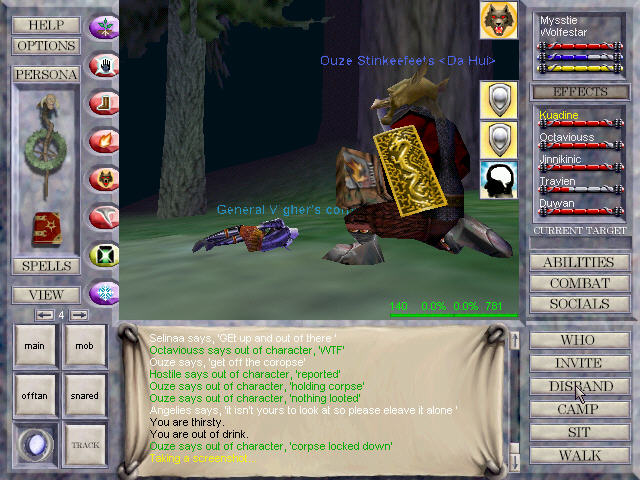 HELP
OPTIONS
PERSONA
SPELLS
VIEW
4
main
mob
offtan
snared
TRACK
Ouze Stinkeefeets <Da Hui>
General V'gher's
140 0.0% 0.0% 781
Selinaa says, 'GEt up and out of there '
Octaviouss says out of character, 'WTF'
Ouze says, 'get off the coropse'
Hostile says out of character, 'reported'
Ouze says out of character, 'holding corpse'
Ouze says out of character, 'nothing looted'
Angelies says, 'it isn't yours to look at so please eleave it alone '
You are thirsty.
You are out of drink.
Ouze says out of character, 'corpse locked down'
Taking a screenshot...
Mysstie
Wolfestar
EFFECTS
Kuadine
Octaviouss
Jinnikinic
Travien
Duwan
CURRENT TARGET
ABILITIES
COMBAT
SOCIALS
WHO
INVITE
DISBAND
CAMP
SIT
WALK